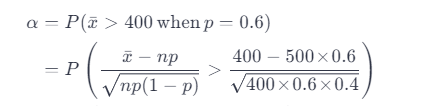 α = P(x̄ > 400 when p = 0.6)
= P( (x̄ − np) / √(np(1 − p)) > (400 − 500×0.6) / √(400×0.6×0.4) )